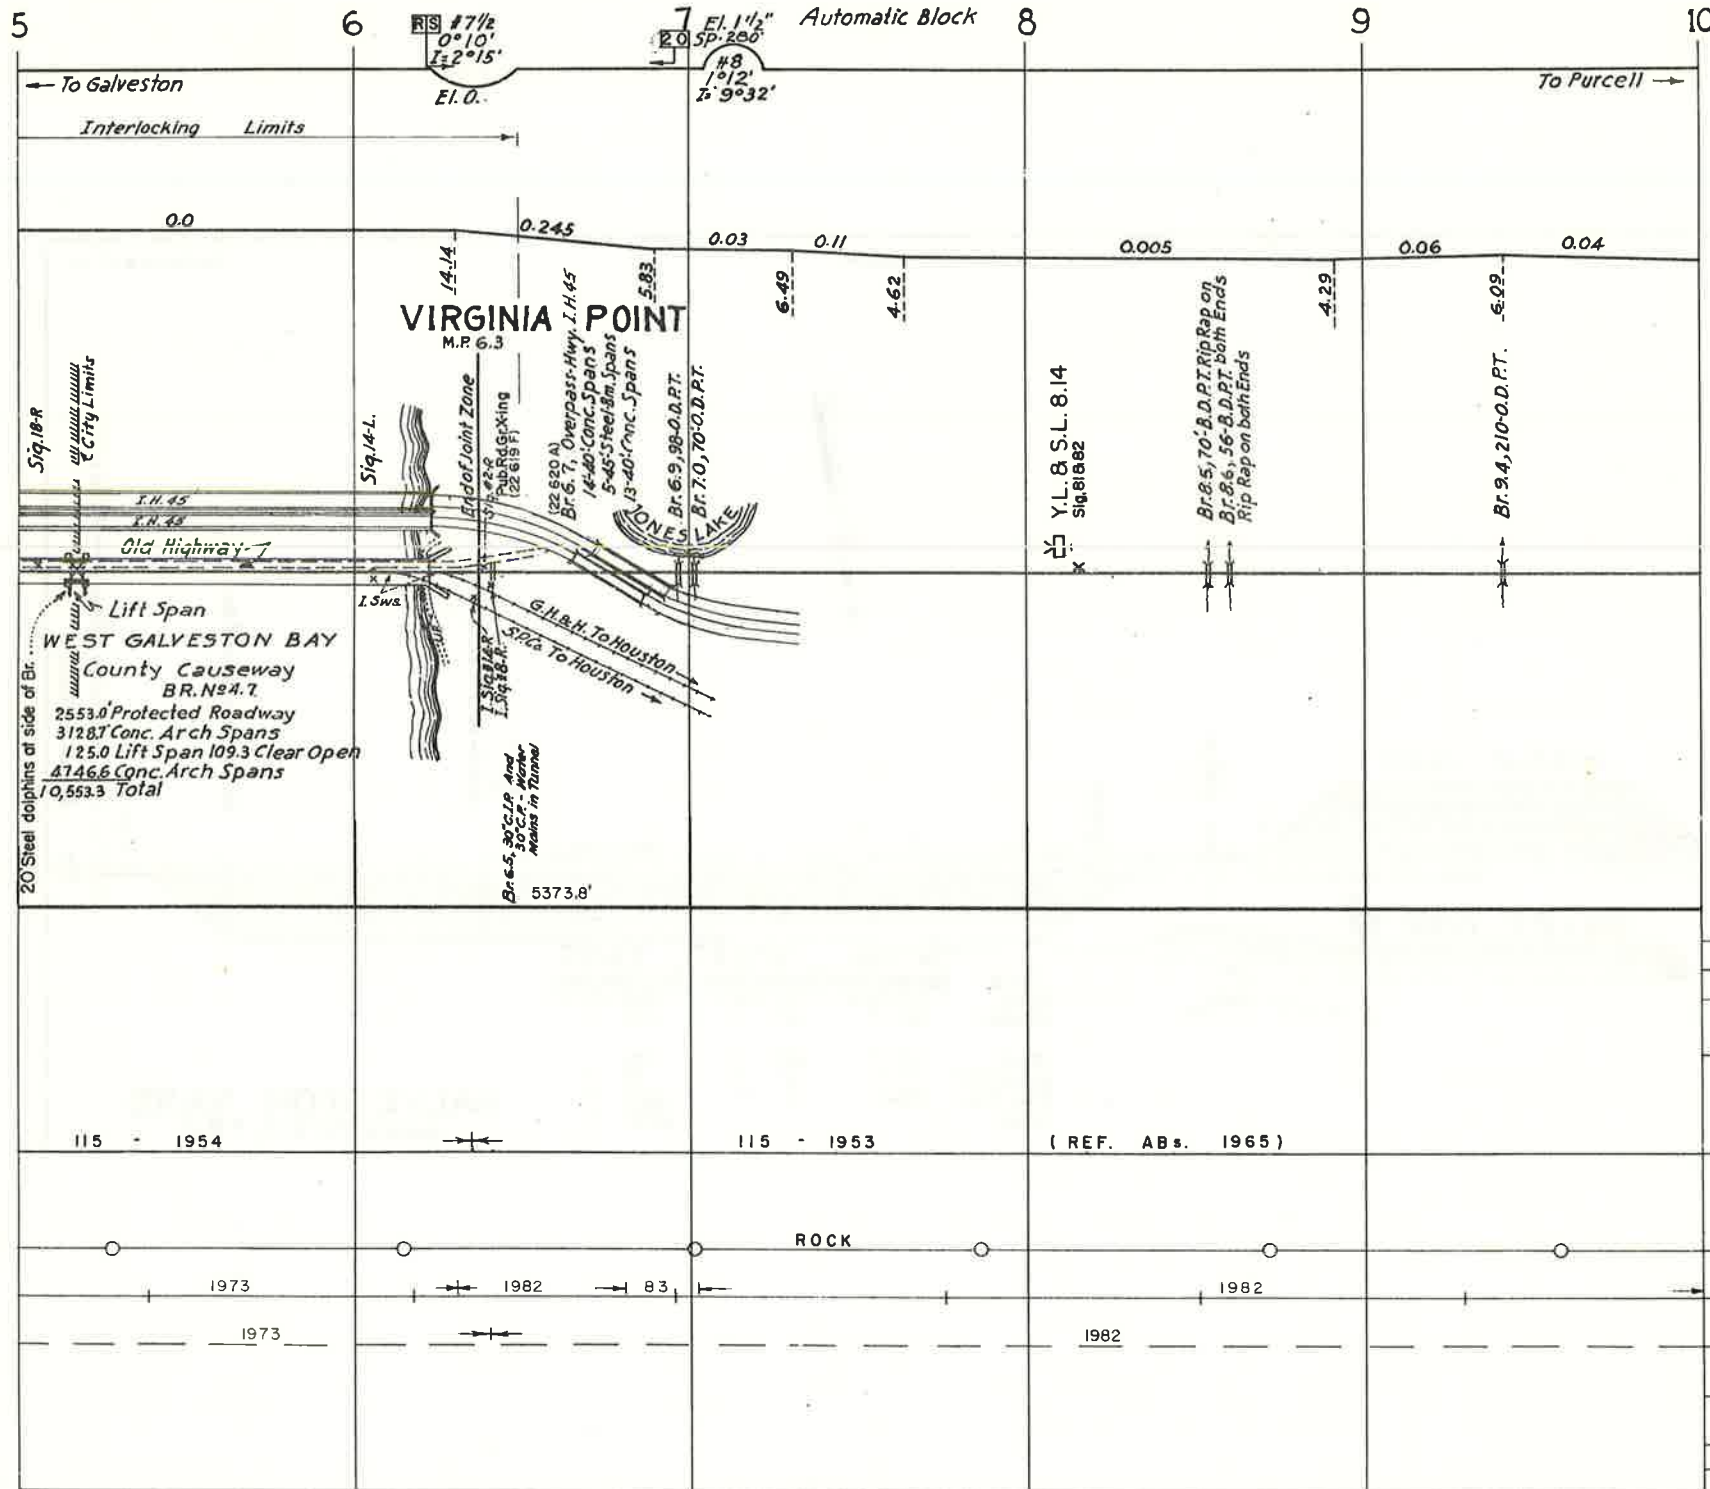 5
6
7
8
9
10
RS #7½
0°10'
I=2°15'
El. 0.
20
El. 1½"
Sp. 280'
#8
1°12'
I= 9°32'
Automatic Block
← To Galveston
To Purcell →
Interlocking Limits
0.0
0.245
0.03
0.11
0.005
0.06
0.04
14.14
5.83
6.49
4.62
4.29
6.09
VIRGINIA POINT
M.P. 6.3
Sig. 18-R
City Limits
Sig. 14-L.
End of Joint Zone
Pub. Rd. Gr. X-ing
(22 619 F)
(22 620 A)
Br. 6.7, Overpass-Hwy. I.H. 45
14-40' Conc. Spans
5-45' Steel-Bm. Spans
13-40' Conc. Spans
Br. 6.9, 98-O.D.P.T.
Br. 7.0, 70'-O.D.P.T.
JONES LAKE
Y.L. & S.L. 8.14
Sig. 81&82
Br. 8.5, 70'-B.D.P.T. Rip Rap on
Br. 8.6, 56-B.D.P.T. both Ends
Rip Rap on both Ends
Br. 9.4, 210-O.D.P.T.
I.H. 45
I.H. 45
Old Highway
I. Sws.
Lift Span
WEST GALVESTON BAY
County Causeway
BR. No 4.7
2553.0' Protected Roadway
3128.7' Conc. Arch Spans
125.0 Lift Span 109.3 Clear Open
4746.6 Conc. Arch Spans
10,553.3 Total
20' Steel dolphins at side of Br.
G.H.& H. To Houston
S.P.Co. To Houston
Br. 6.5, 30" C.I.P. And
30" C.P. - Water
Mains in Tunnel
5373.8'
115 - 1954
115 - 1953
(REF. ABs. 1965)
ROCK
1973
1982
83
1982
1973
1982